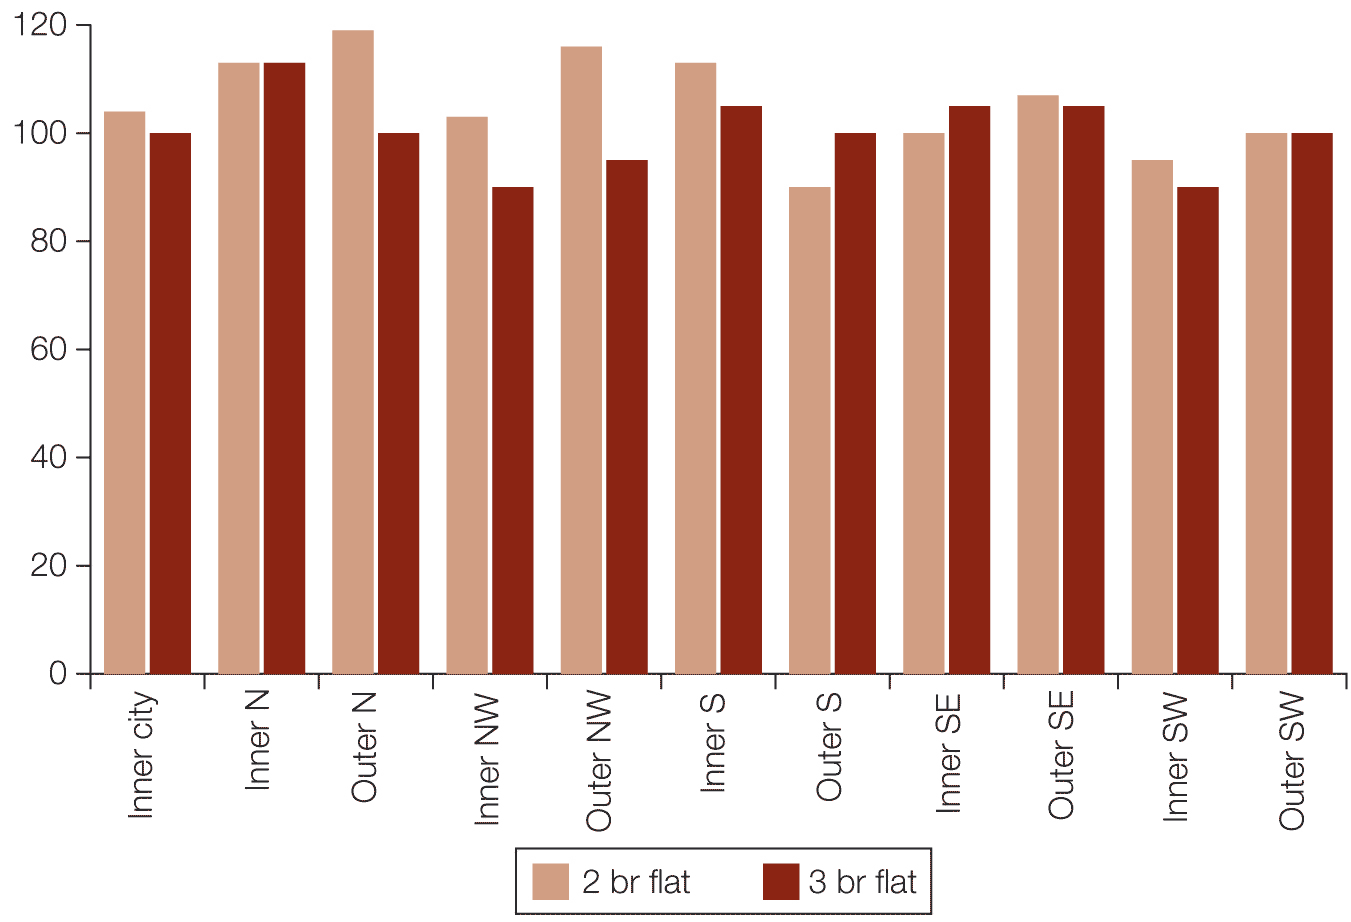 120
100
80
60
40
20
0
Inner city
Inner N
Outer N
Inner NW
Outer NW
Inner S
Outer S
Inner SE
Outer SE
Inner SW
Outer SW
2 br flat
3 br flat